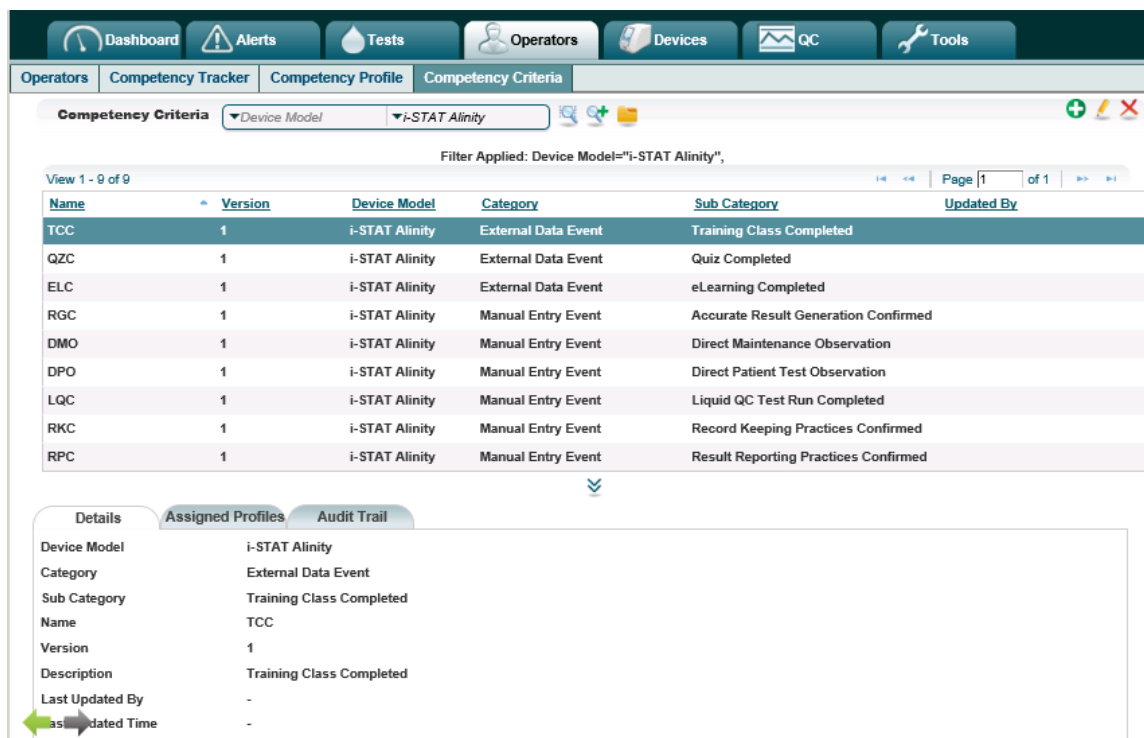 Dashboard Alerts Tests Operators Devices QC Tools
Operators Competency Tracker Competency Profile Competency Criteria
Competency Criteria Device Model i-STAT Alinity
Filter Applied: Device Model="i-STAT Alinity",
View 1 - 9 of 9 Page 1 of 1
Name Version Device Model Category Sub Category Updated By
TCC 1 i-STAT Alinity External Data Event Training Class Completed
QZC 1 i-STAT Alinity External Data Event Quiz Completed
ELC 1 i-STAT Alinity External Data Event eLearning Completed
RGC 1 i-STAT Alinity Manual Entry Event Accurate Result Generation Confirmed
DMO 1 i-STAT Alinity Manual Entry Event Direct Maintenance Observation
DPO 1 i-STAT Alinity Manual Entry Event Direct Patient Test Observation
LQC 1 i-STAT Alinity Manual Entry Event Liquid QC Test Run Completed
RKC 1 i-STAT Alinity Manual Entry Event Record Keeping Practices Confirmed
RPC 1 i-STAT Alinity Manual Entry Event Result Reporting Practices Confirmed
Details Assigned Profiles Audit Trail
Device Model i-STAT Alinity
Category External Data Event
Sub Category Training Class Completed
Name TCC
Version 1
Description Training Class Completed
Last Updated By -
Time -